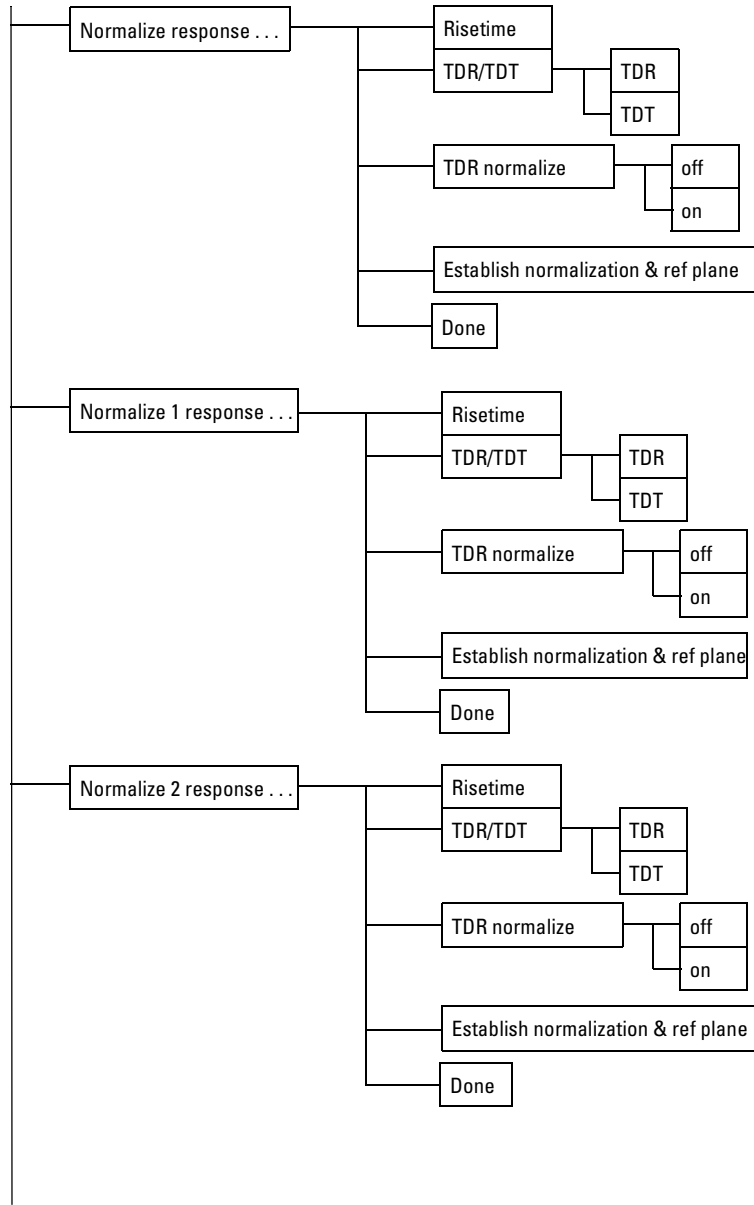 Normalize response . . .
Risetime
TDR/TDT
TDR
TDT
TDR normalize
off
on
Establish normalization & ref plane
Done
Normalize 1 response . . .
Risetime
TDR/TDT
TDR
TDT
TDR normalize
off
on
Establish normalization & ref plane
Done
Normalize 2 response . . .
Risetime
TDR/TDT
TDR
TDT
TDR normalize
off
on
Establish normalization & ref plane
Done